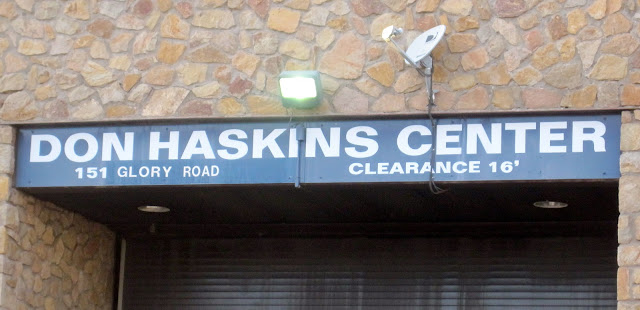 DON HASKINS CENTER
151 GLORY ROAD CLEARANCE 16'